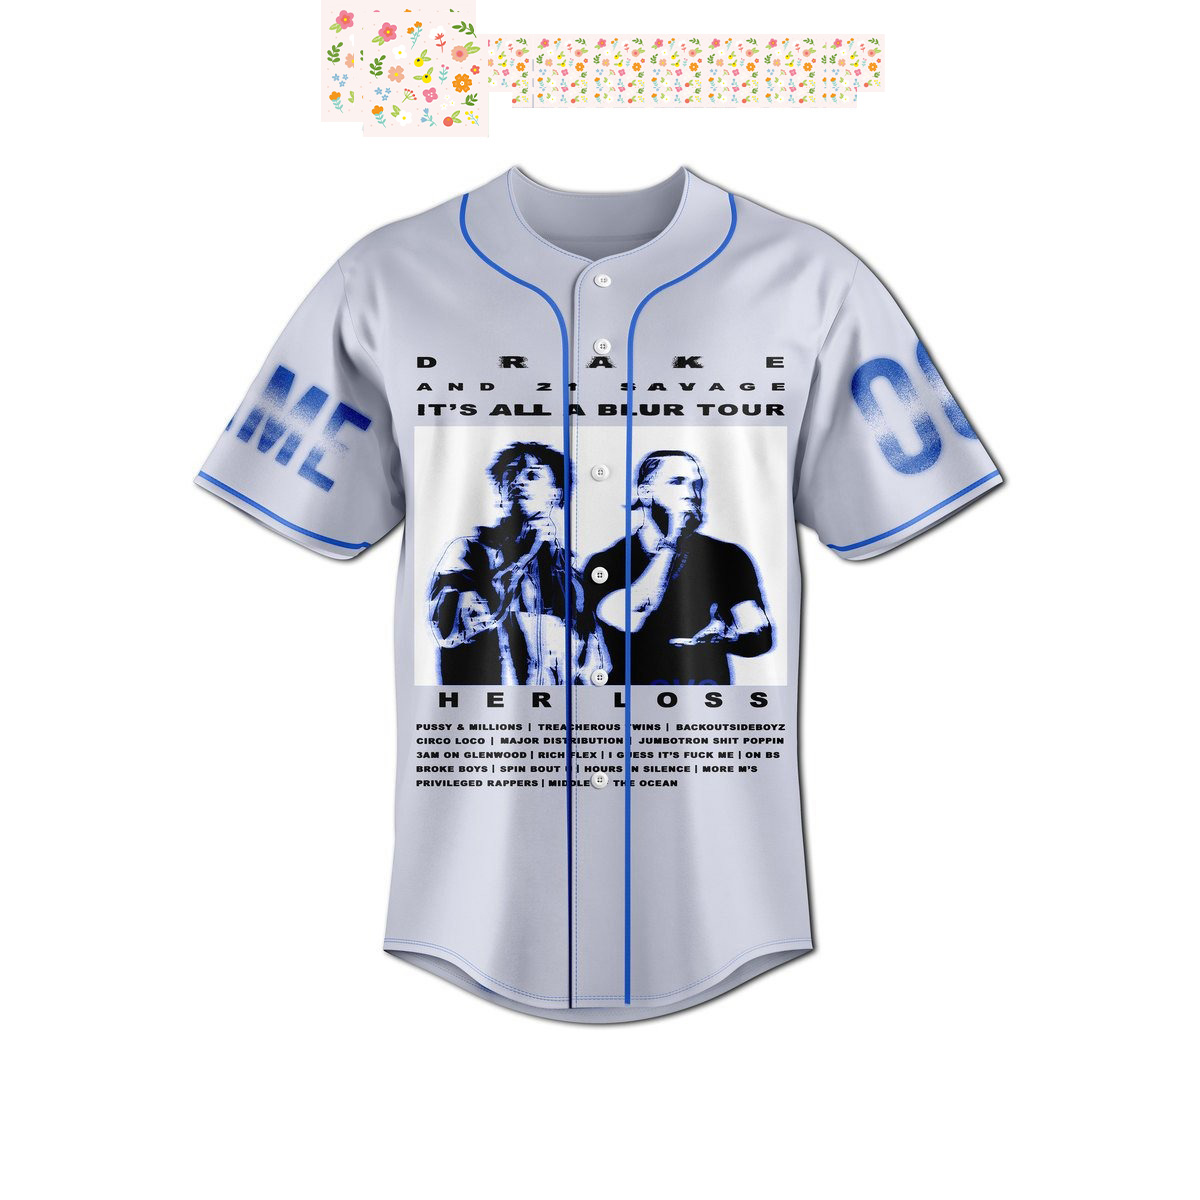 DRAKE
AND 21 SAVAGE
IT'S ALL A BLUR TOUR
ME
HER LOSS
PUSSY & MILLIONS | TREACHEROUS TWINS | BACKOUTSIDEBOYZ
CIRCO LOCO | MAJOR DISTRIBUTION | JUMBOTRON SHIT POPPIN
3AM ON GLENWOOD | RICH FLEX | I GUESS IT'S FUCK ME | ON BS
BROKE BOYS | SPIN BOUT U | HOURS IN SILENCE | MORE M'S
PRIVILEGED RAPPERS | MIDDLE THE OCEAN